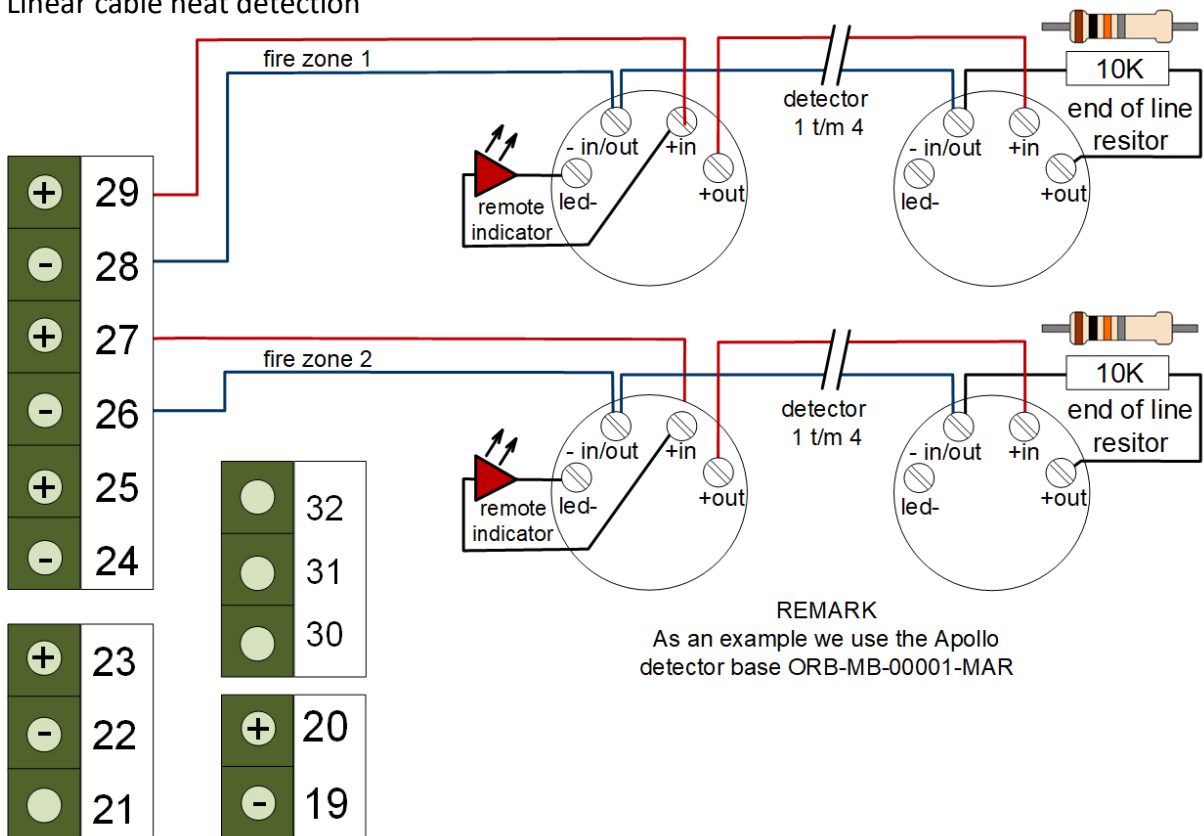 Linear cable heat detection
fire zone 1
10K
end of line
resitor
detector
1 t/m 4
- in/out
+in
+out
led-
remote
indicator
- in/out
+in
+out
led-
+
29
-
28
+
27
-
26
+
25
-
24
fire zone 2
10K
end of line
resitor
detector
1 t/m 4
- in/out
+in
+out
led-
remote
indicator
- in/out
+in
+out
led-
32
31
30
REMARK
As an example we use the Apollo
detector base ORB-MB-00001-MAR
+
23
-
22
21
+
20
-
19